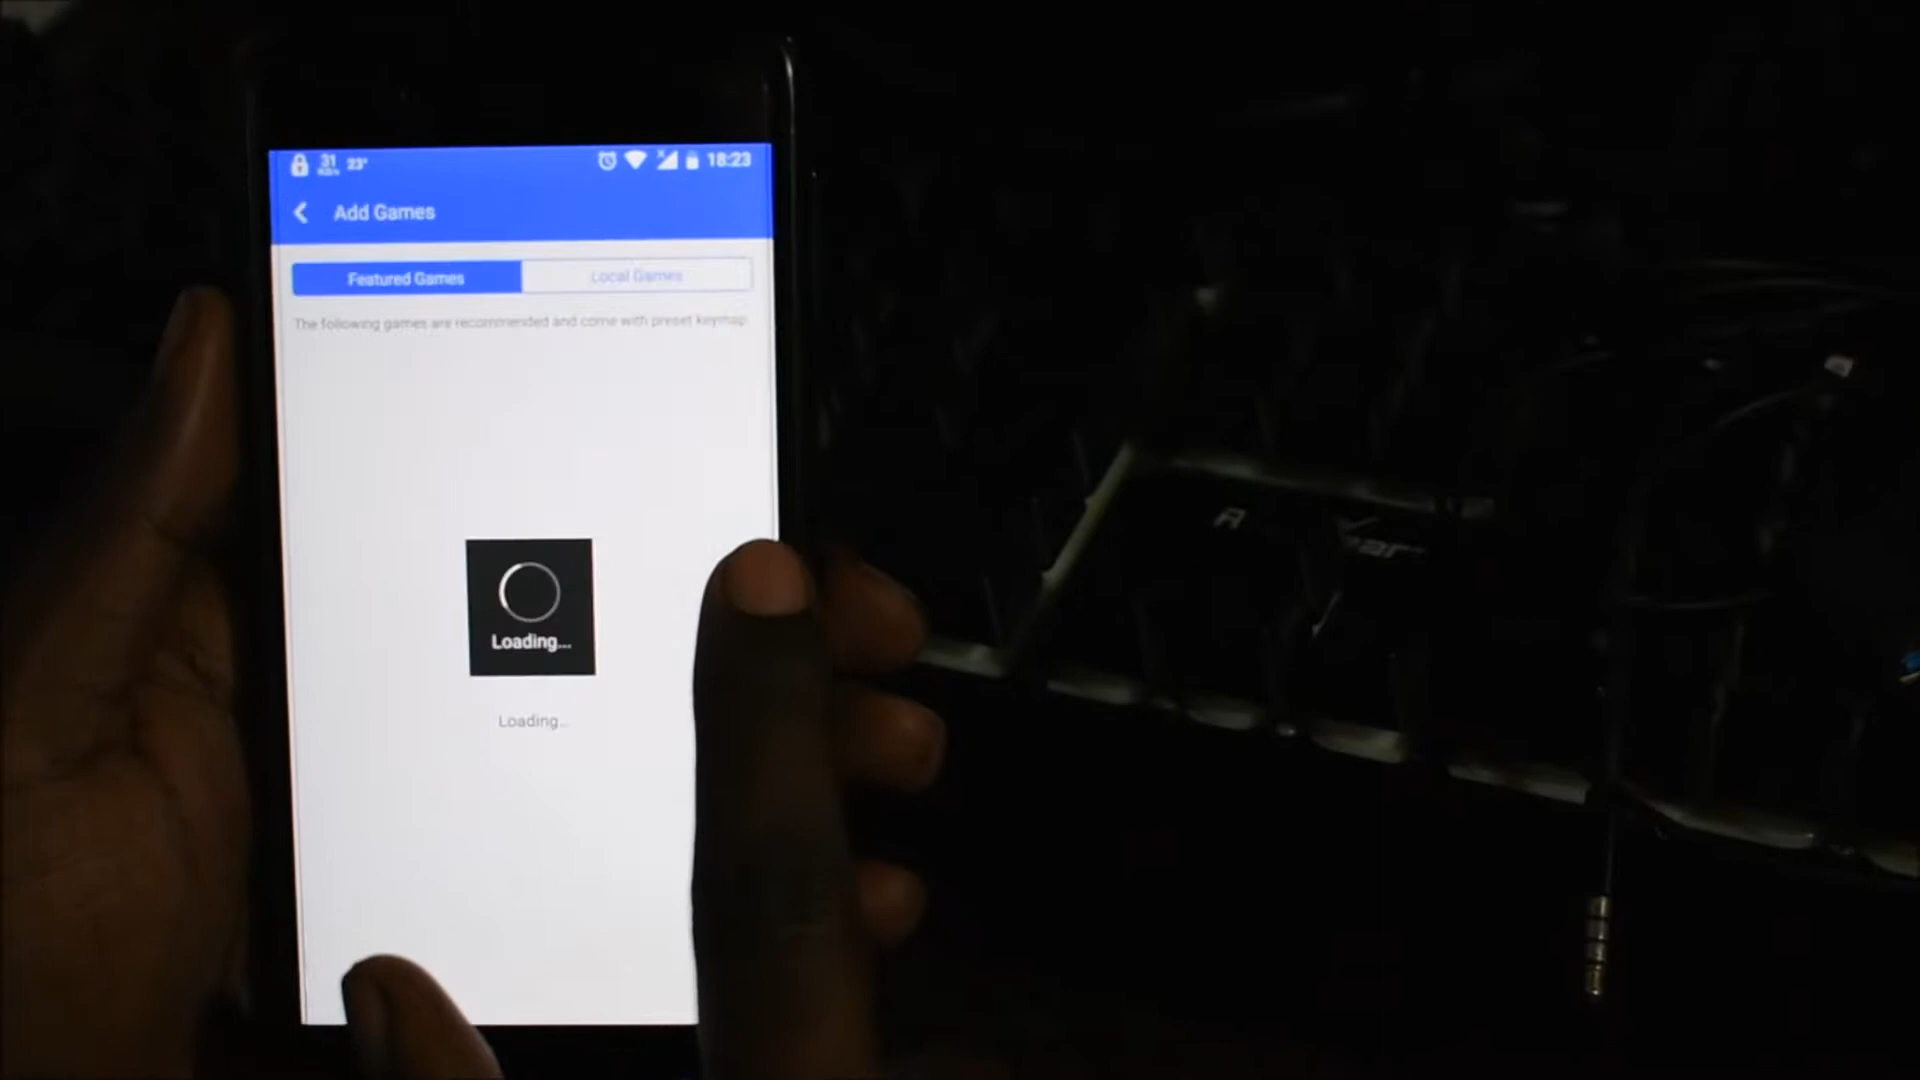 31 23° 18:23
KB/s
Add Games
Featured Games Local Games
The following games are recommended and come with preset keymap.
Loading...
Loading...